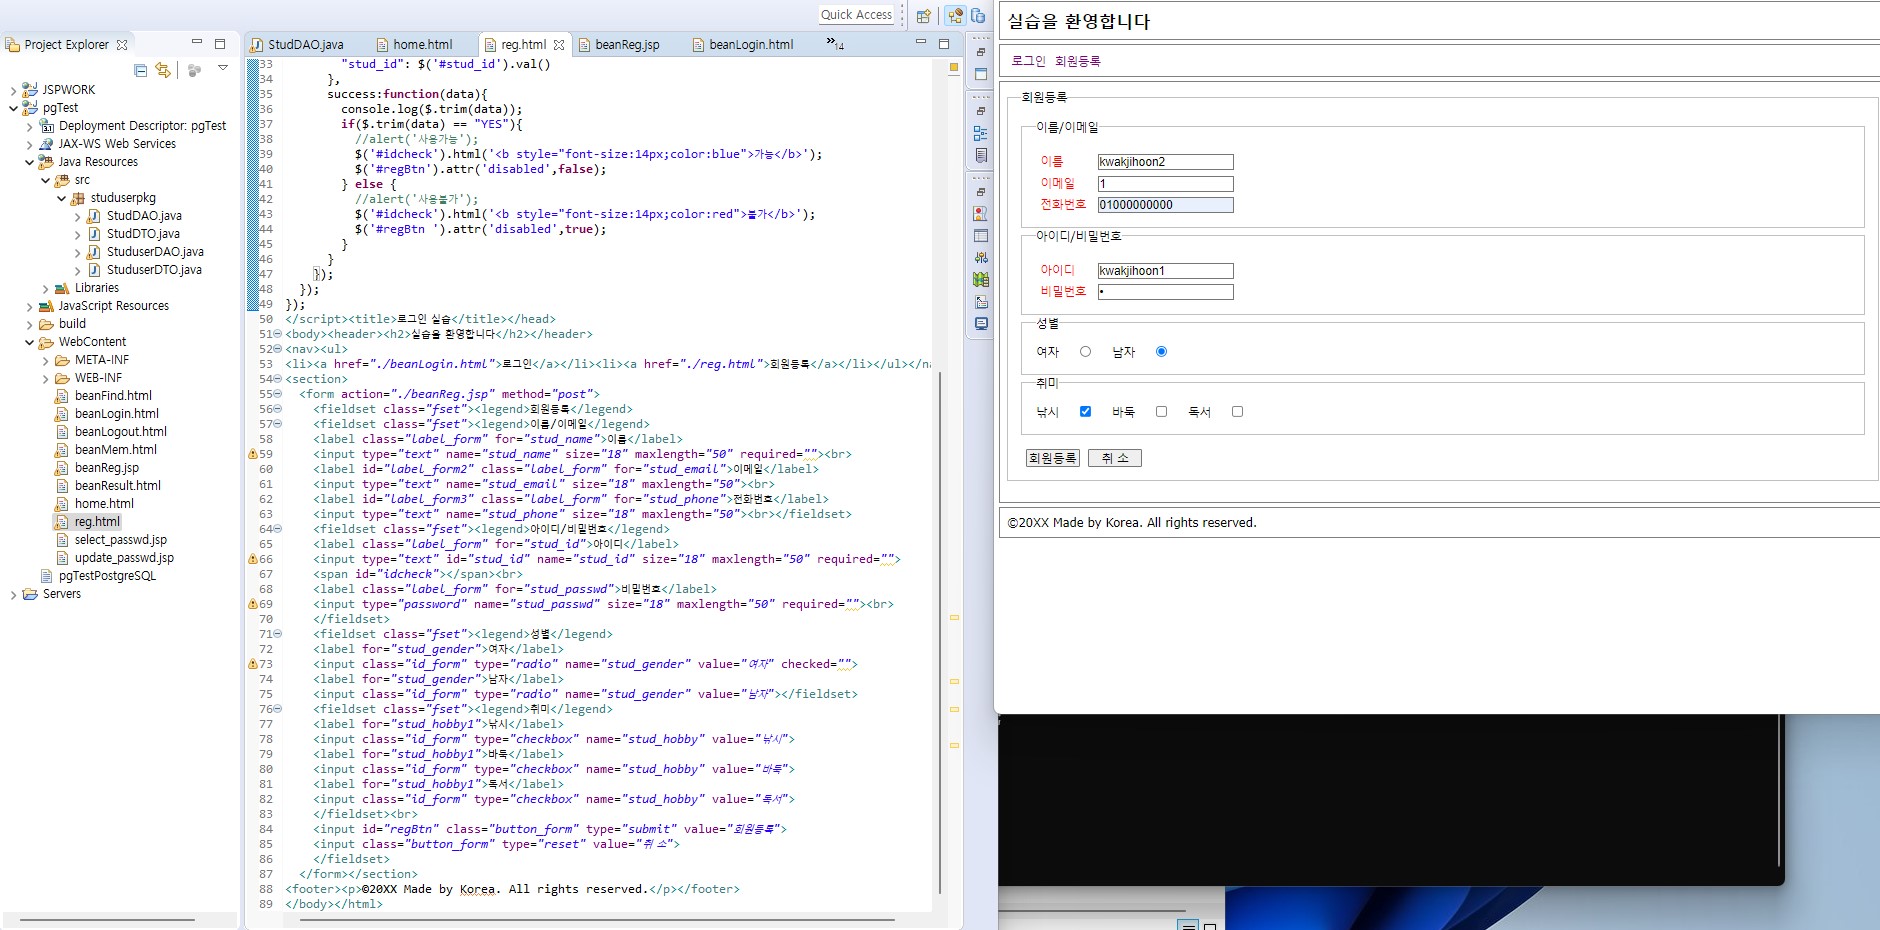 Quick Access
Project Explorer
JSPWORK
pgTest
Deployment Descriptor: pgTest
JAX-WS Web Services
Java Resources
src
studuserpkg
StudDAO.java
StudDTO.java
StuduserDAO.java
StuduserDTO.java
Libraries
JavaScript Resources
build
WebContent
META-INF
WEB-INF
beanFind.html
beanLogin.html
beanLogout.html
beanMem.html
beanReg.jsp
beanResult.html
home.html
reg.html
select_passwd.jsp
update_passwd.jsp
pgTestPostgreSQL
Servers
StudDAO.java home.html reg.html beanReg.jsp beanLogin.html »14
33 "stud_id": $('#stud_id').val()
34 },
35 success:function(data){
36 console.log($.trim(data));
37 if($.trim(data) == "YES"){
38 //alert('사용가능');
39 $('#idcheck').html('<b style="font-size:14px;color:blue">가능</b>');
40 $('#regBtn').attr('disabled',false);
41 } else {
42 //alert('사용불가');
43 $('#idcheck').html('<b style="font-size:14px;color:red">불가</b>');
44 $('#regBtn ').attr('disabled',true);
45 }
46 }
47 });
48 });
49 });
50 </script><title>로그인 실습</title></head>
51 <body><header><h2>실습을 환영합니다</h2></header>
52 <nav><ul>
53 <li><a href="./beanLogin.html">로그인</a></li><li><a href="./reg.html">회원등록</a></li></ul></na
54 <section>
55 <form action="./beanReg.jsp" method="post">
56 <fieldset class="fset"><legend>회원등록</legend>
57 <fieldset class="fset"><legend>이름/이메일</legend>
58 <label class="label_form" for="stud_name">이름</label>
59 <input type="text" name="stud_name" size="18" maxlength="50" required=""><br>
60 <label id="label_form2" class="label_form" for="stud_email">이메일</label>
61 <input type="text" name="stud_email" size="18" maxlength="50"><br>
62 <label id="label_form3" class="label_form" for="stud_phone">전화번호</label>
63 <input type="text" name="stud_phone" size="18" maxlength="50"><br></fieldset>
64 <fieldset class="fset"><legend>아이디/비밀번호</legend>
65 <label class="label_form" for="stud_id">아이디</label>
66 <input type="text" id="stud_id" name="stud_id" size="18" maxlength="50" required="">
67 <span id="idcheck"></span><br>
68 <label class="label_form" for="stud_passwd">비밀번호</label>
69 <input type="password" name="stud_passwd" size="18" maxlength="50" required=""><br>
70 </fieldset>
71 <fieldset class="fset"><legend>성별</legend>
72 <label for="stud_gender">여자</label>
73 <input class="id_form" type="radio" name="stud_gender" value="여자" checked="">
74 <label for="stud_gender">남자</label>
75 <input class="id_form" type="radio" name="stud_gender" value="남자"></fieldset>
76 <fieldset class="fset"><legend>취미</legend>
77 <label for="stud_hobby1">낚시</label>
78 <input class="id_form" type="checkbox" name="stud_hobby" value="낚시">
79 <label for="stud_hobby1">바둑</label>
80 <input class="id_form" type="checkbox" name="stud_hobby" value="바둑">
81 <label for="stud_hobby1">독서</label>
82 <input class="id_form" type="checkbox" name="stud_hobby" value="독서">
83 </fieldset><br>
84 <input id="regBtn" class="button_form" type="submit" value="회원등록">
85 <input class="button_form" type="reset" value="취 소">
86 </fieldset>
87 </form></section>
88 <footer><p>©20XX Made by Korea. All rights reserved.</p></footer>
89 </body></html>
실습을 환영합니다
로그인 회원등록
회원등록
이름/이메일
이름 kwakjihoon2
이메일 1
전화번호 01000000000
아이디/비밀번호
아이디 kwakjihoon1
비밀번호 •
성별
여자 남자
취미
낚시 바둑 독서
회원등록 취 소
©20XX Made by Korea. All rights reserved.